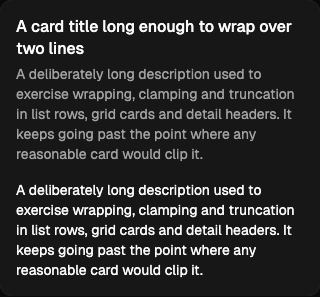 A card title long enough to wrap over
two lines
A deliberately long description used to
exercise wrapping, clamping and truncation
in list rows, grid cards and detail headers. It
keeps going past the point where any
reasonable card would clip it.
A deliberately long description used to
exercise wrapping, clamping and truncation
in list rows, grid cards and detail headers. It
keeps going past the point where any
reasonable card would clip it.